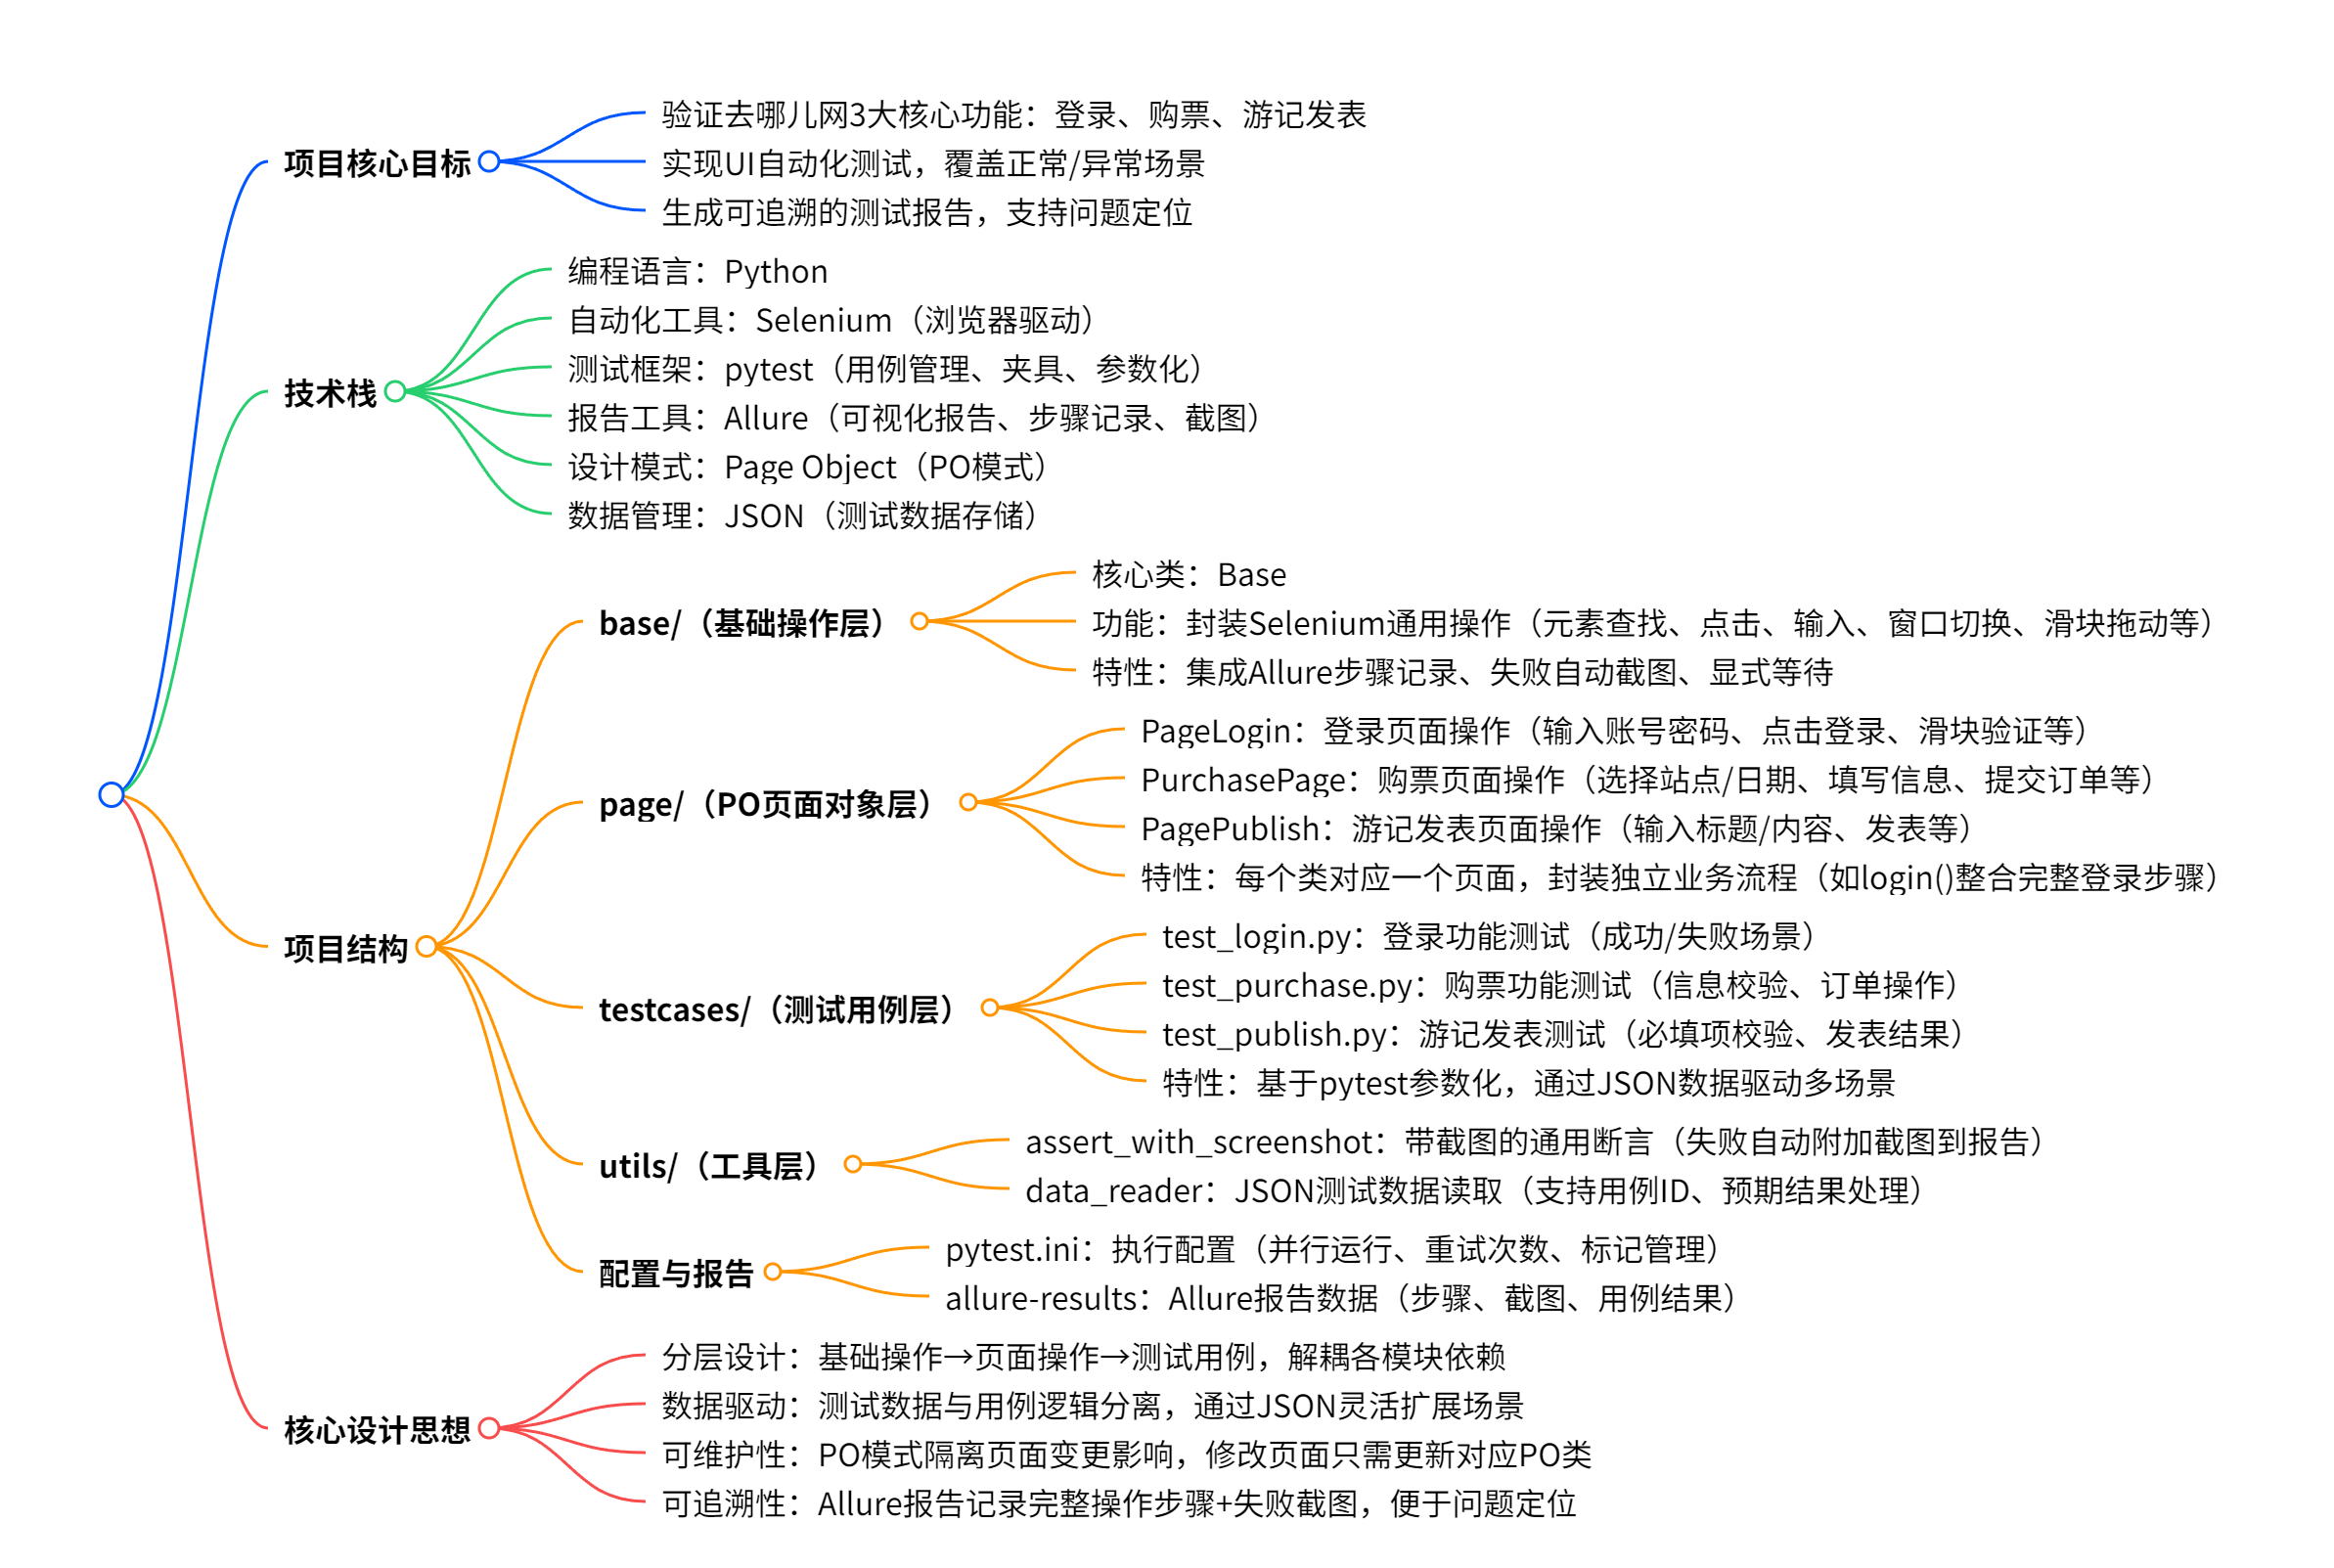 项目核心目标
验证去哪儿网3大核心功能：登录、购票、游记发表
实现UI自动化测试，覆盖正常/异常场景
生成可追溯的测试报告，支持问题定位
技术栈
编程语言：Python
自动化工具：Selenium（浏览器驱动）
测试框架：pytest（用例管理、夹具、参数化）
报告工具：Allure（可视化报告、步骤记录、截图）
设计模式：Page Object（PO模式）
数据管理：JSON（测试数据存储）
项目结构
base/（基础操作层）
核心类：Base
功能：封装Selenium通用操作（元素查找、点击、输入、窗口切换、滑块拖动等）
特性：集成Allure步骤记录、失败自动截图、显式等待
page/（PO页面对象层）
PageLogin：登录页面操作（输入账号密码、点击登录、滑块验证等）
PurchasePage：购票页面操作（选择站点/日期、填写信息、提交订单等）
PagePublish：游记发表页面操作（输入标题/内容、发表等）
特性：每个类对应一个页面，封装独立业务流程（如login()整合完整登录步骤）
testcases/（测试用例层）
test_login.py：登录功能测试（成功/失败场景）
test_purchase.py：购票功能测试（信息校验、订单操作）
test_publish.py：游记发表测试（必填项校验、发表结果）
特性：基于pytest参数化，通过JSON数据驱动多场景
utils/（工具层）
assert_with_screenshot：带截图的通用断言（失败自动附加截图到报告）
data_reader：JSON测试数据读取（支持用例ID、预期结果处理）
配置与报告
pytest.ini：执行配置（并行运行、重试次数、标记管理）
allure-results：Allure报告数据（步骤、截图、用例结果）
核心设计思想
分层设计：基础操作→页面操作→测试用例，解耦各模块依赖
数据驱动：测试数据与用例逻辑分离，通过JSON灵活扩展场景
可维护性：PO模式隔离页面变更影响，修改页面只需更新对应PO类
可追溯性：Allure报告记录完整操作步骤+失败截图，便于问题定位